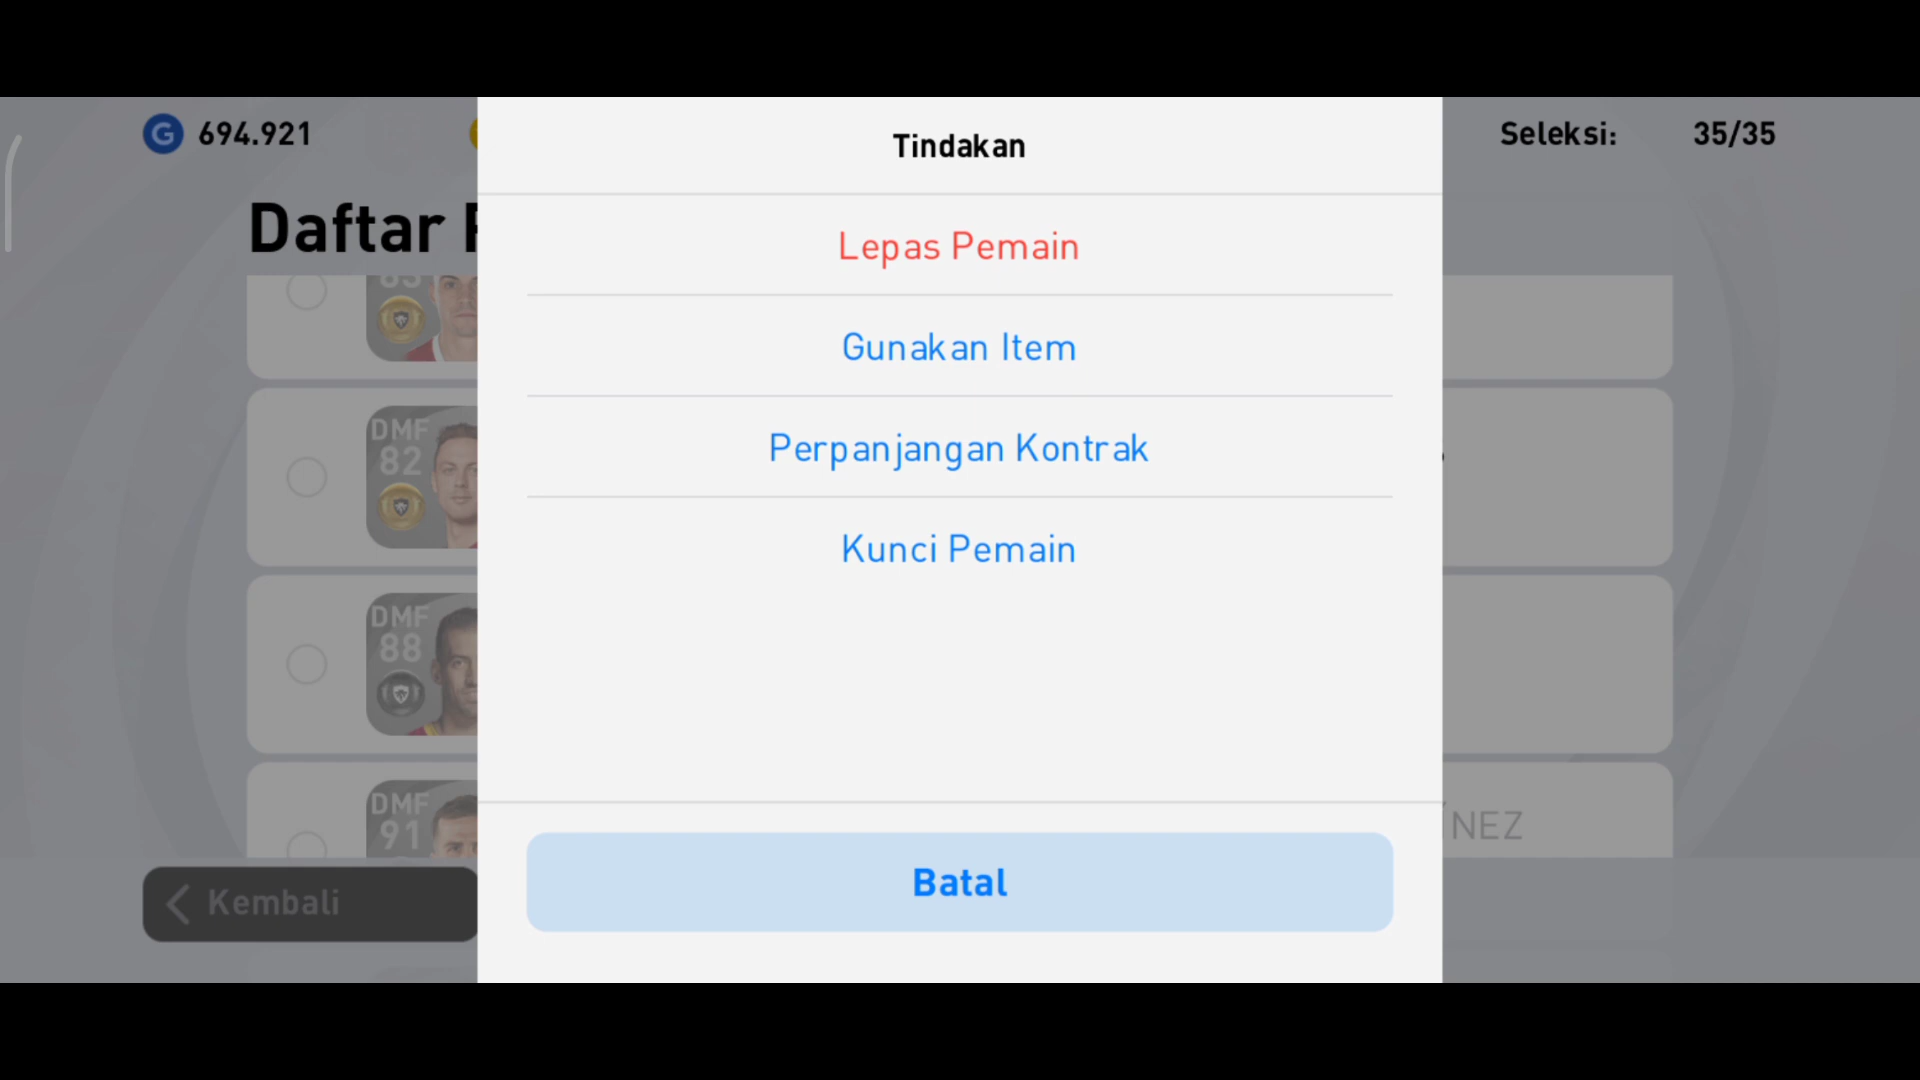 G 694.921
Seleksi: 35/35
Tindakan
Daftar
Lepas Pemain
Gunakan Item
Perpanjangan Kontrak
Kunci Pemain
DMF
82
DMF
88
DMF
91
NEZ
Batal
Kembali